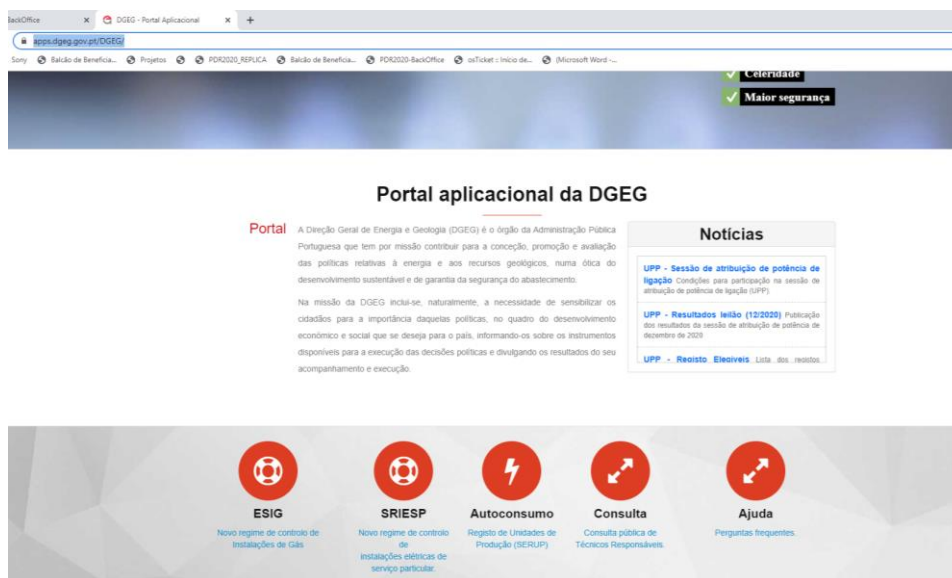 BackOffice
DGEG - Portal Aplicacional
apps.dgeg.gov.pt/DGEG/
Sony Balcão de Beneficia... Projetos PDR2020_REPLICA Balcão de Beneficia... PDR2020-BackOffice osTicket :: Início de... (Microsoft Word -...
Celeridade
Maior segurança
Portal aplicacional da DGEG
Portal
A Direção Geral de Energia e Geologia (DGEG) é o órgão da Administração Pública
Portuguesa que tem por missão contribuir para a conceção, promoção e avaliação
das políticas relativas à energia e aos recursos geológicos, numa ótica do
desenvolvimento sustentável e de garantia da segurança do abastecimento.
Na missão da DGEG inclui-se, naturalmente, a necessidade de sensibilizar os
cidadãos para a importância daquelas políticas, no quadro do desenvolvimento
económico e social que se deseja para o país, informando-os sobre os instrumentos
disponíveis para a execução das decisões políticas e divulgando os resultados do seu
acompanhamento e execução.
Notícias
UPP - Sessão de atribuição de potência de
ligação Condições para participação na sessão de
atribuição de potência de ligação (UPP)
UPP - Resultados leilão (12/2020) Publicação
dos resultados da sessão de atribuição de potência de
dezembro de 2020
UPP - Registo Elegíveis Lista dos registos
ESIG
Novo regime de controlo de
Instalações de Gás
SRIESP
Novo regime de controlo
de
instalações elétricas de
serviço particular.
Autoconsumo
Registo de Unidades de
Produção (SERUP)
Consulta
Consulta pública de
Técnicos Responsáveis.
Ajuda
Perguntas frequentes